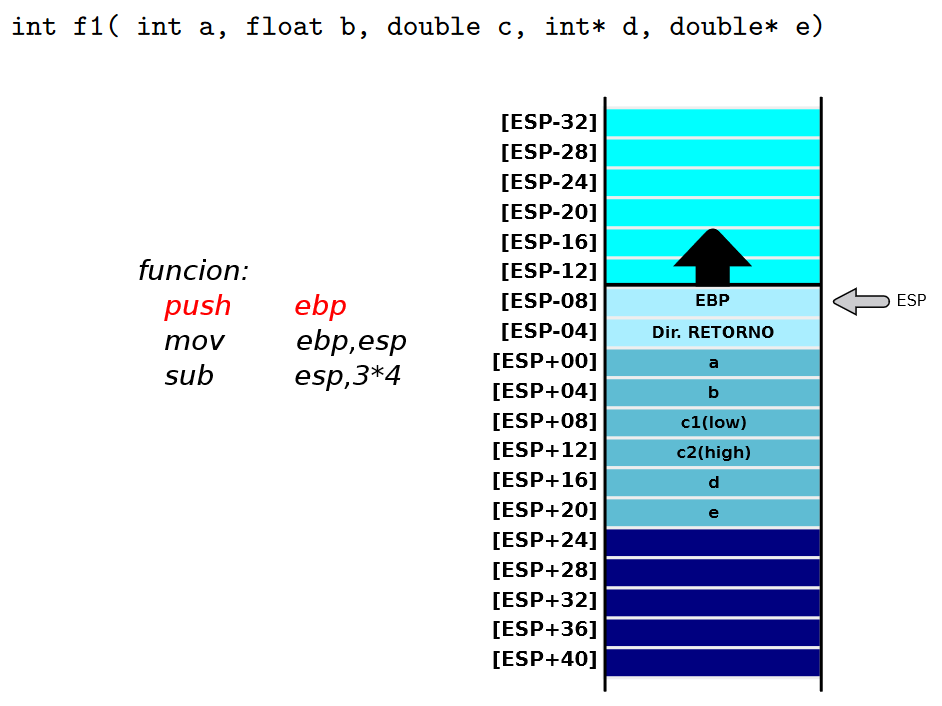 int f1( int a, float b, double c, int* d, double* e)
funcion:
push ebp
mov ebp,esp
sub esp,3*4
[ESP-32]
[ESP-28]
[ESP-24]
[ESP-20]
[ESP-16]
[ESP-12]
[ESP-08] EBP ESP
[ESP-04] Dir. RETORNO
[ESP+00] a
[ESP+04] b
[ESP+08] c1(low)
[ESP+12] c2(high)
[ESP+16] d
[ESP+20] e
[ESP+24]
[ESP+28]
[ESP+32]
[ESP+36]
[ESP+40]